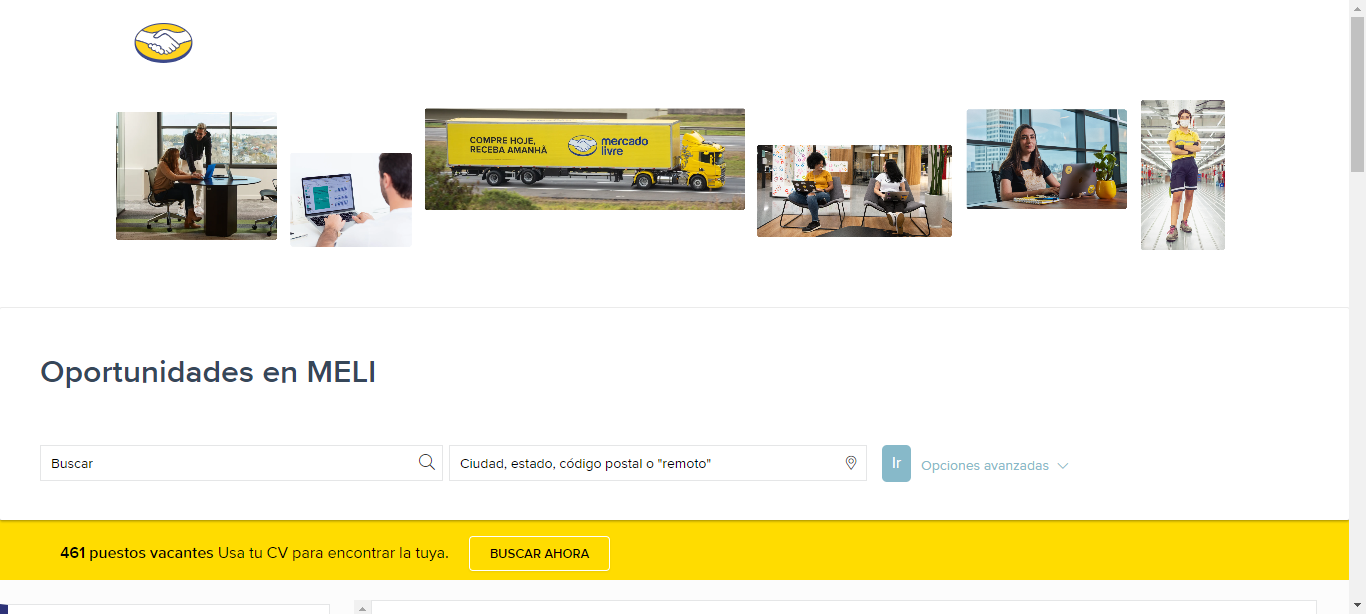 COMPRE HOJE,
RECEBA AMANHÃ
mercado
livre
Oportunidades en MELI
Buscar
Ciudad, estado, código postal o "remoto"
Ir
Opciones avanzadas
461 puestos vacantes Usa tu CV para encontrar la tuya.
BUSCAR AHORA